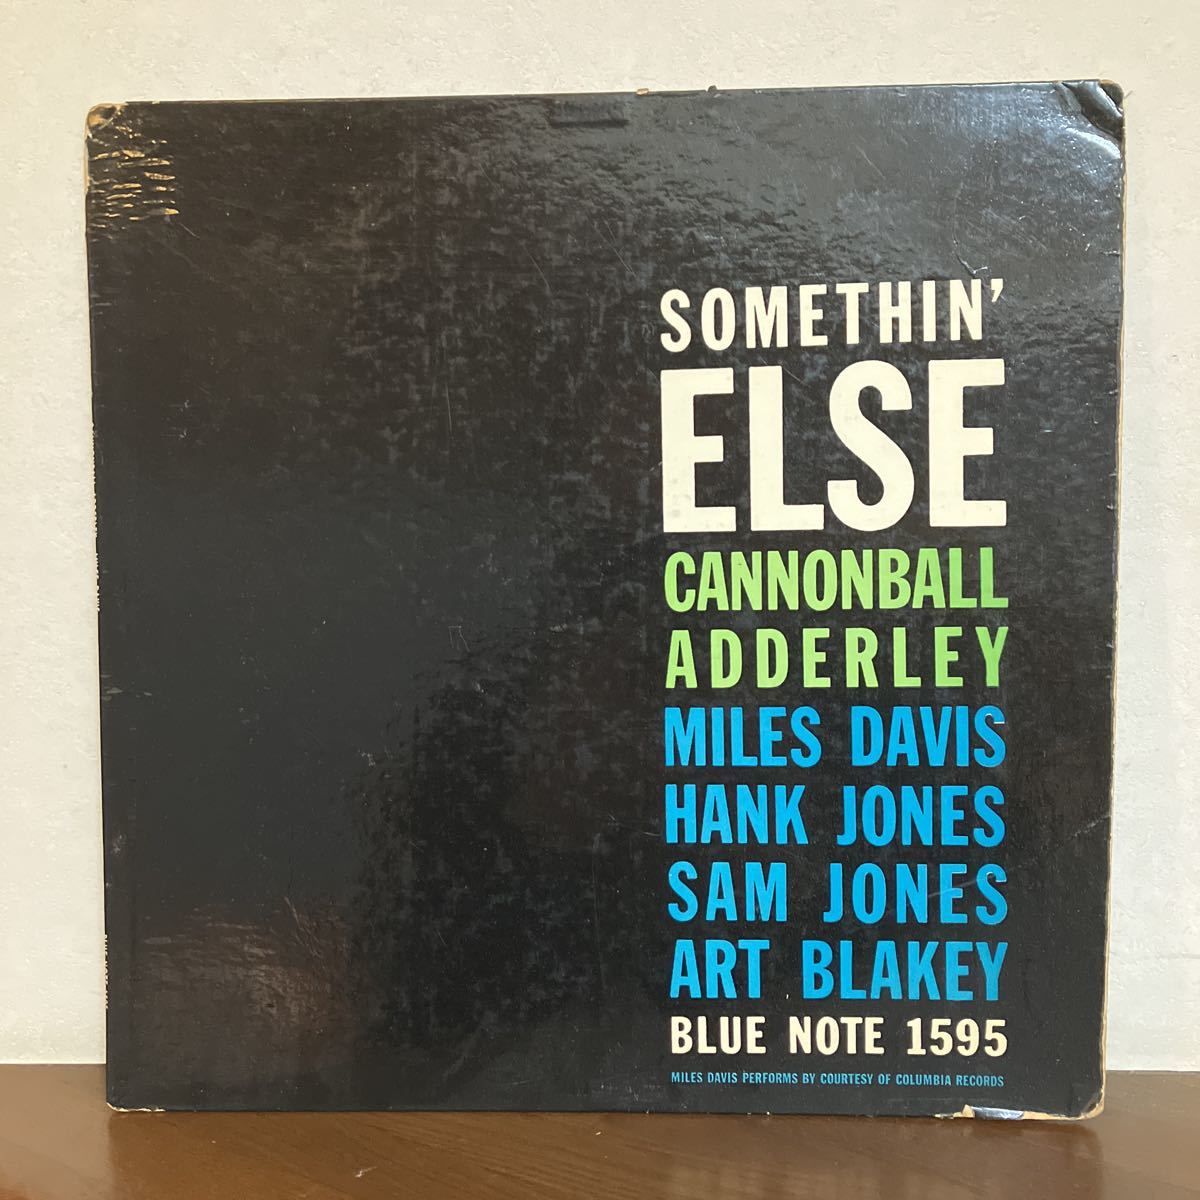 SOMETHIN'
ELSE
CANNONBALL
ADDERLEY
MILES DAVIS
HANK JONES
SAM JONES
ART BLAKEY
BLUE NOTE 1595
MILES DAVIS PERFORMS BY COURTESY OF COLUMBIA RECORDS